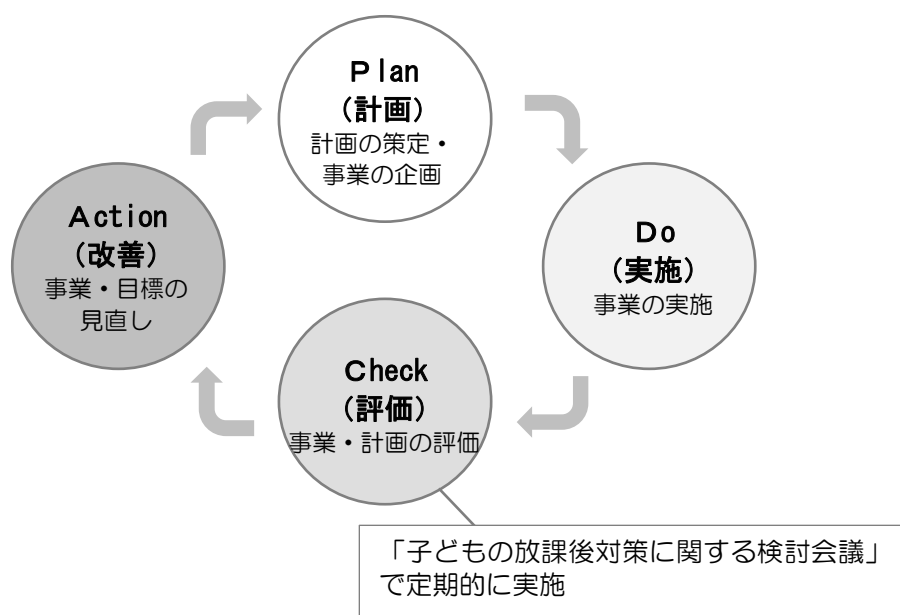 Plan
（計画）
計画の策定・
事業の企画
Do
（実施）
事業の実施
Check
（評価）
事業・計画の評価
Action
（改善）
事業・目標の
見直し
「子どもの放課後対策に関する検討会議」
で定期的に実施